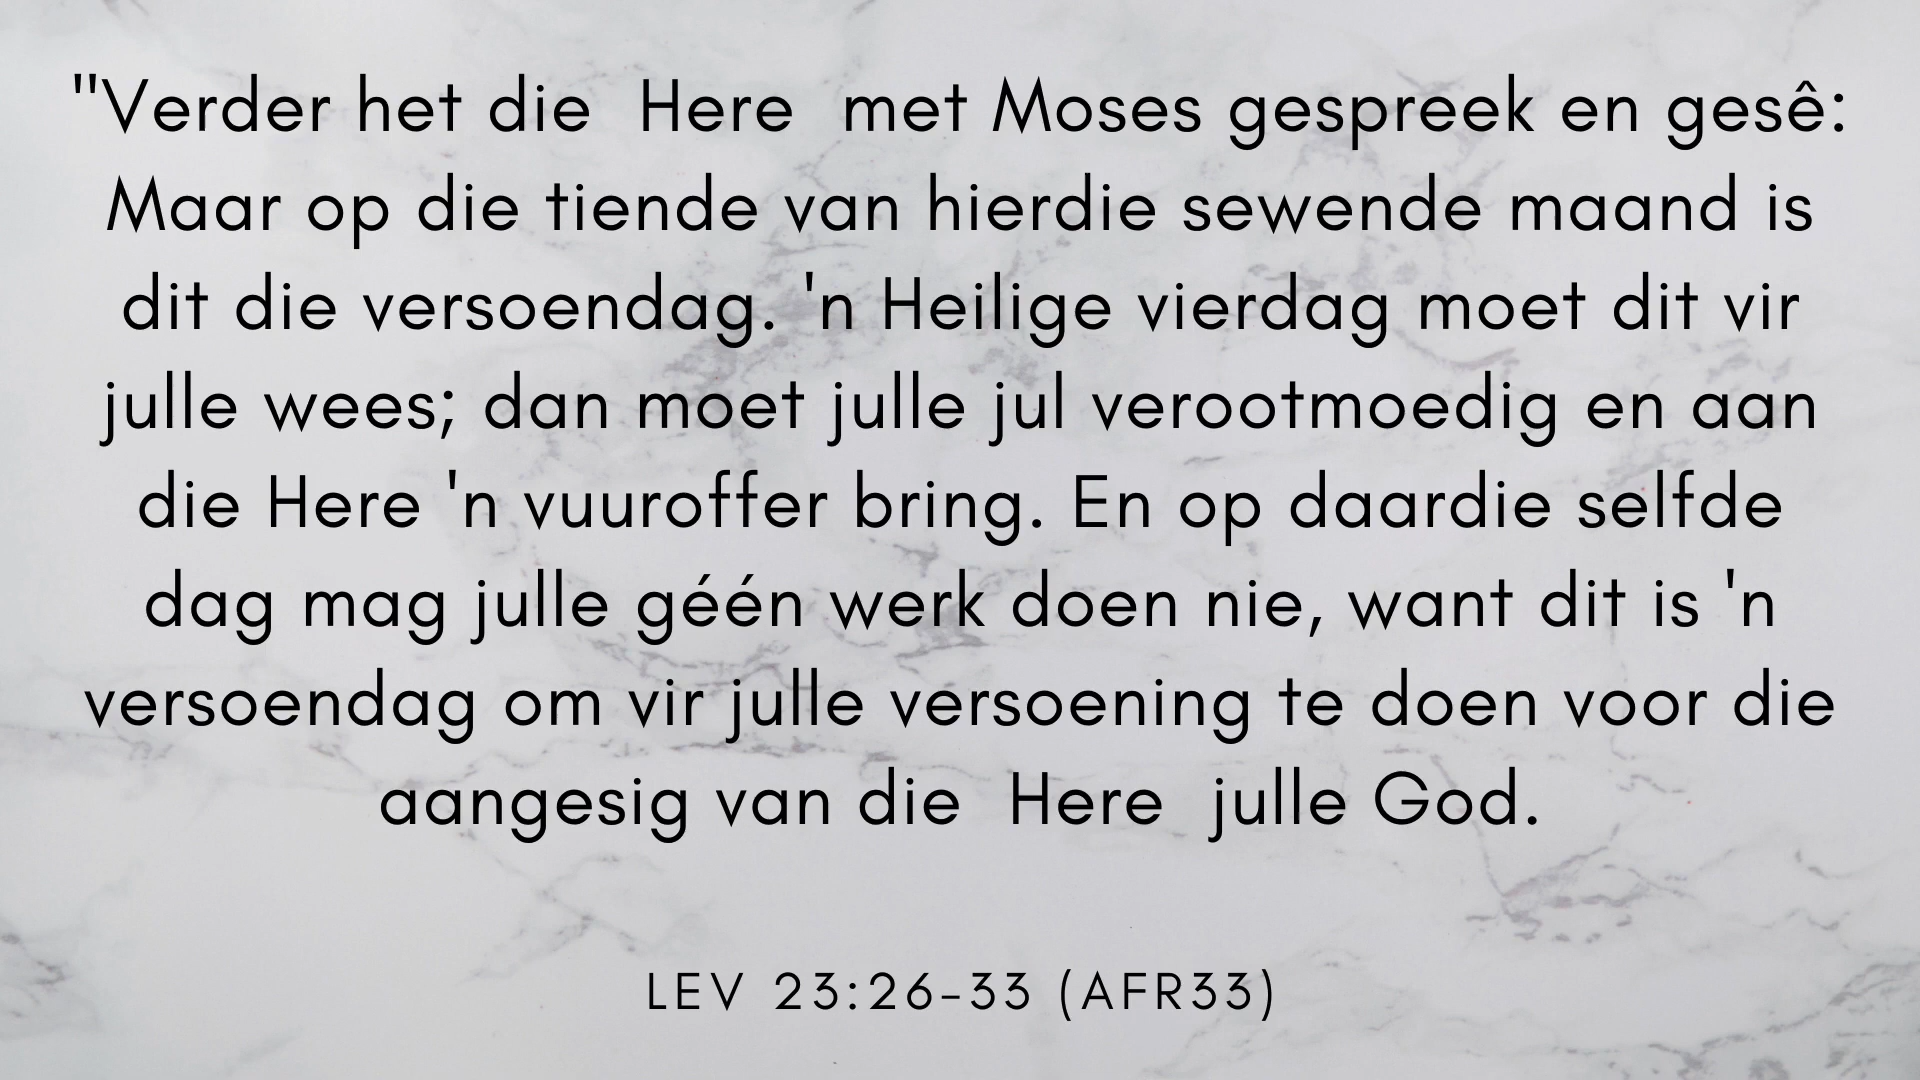 "Verder het die  Here  met Moses gespreek en gesê:
Maar op die tiende van hierdie sewende maand is
dit die versoendag. 'n Heilige vierdag moet dit vir
julle wees; dan moet julle jul verootmoedig en aan
die Here 'n vuuroffer bring. En op daardie selfde
dag mag julle géén werk doen nie, want dit is 'n
versoendag om vir julle versoening te doen voor die
aangesig van die  Here  julle God.
LEV 23:26-33 (AFR33)